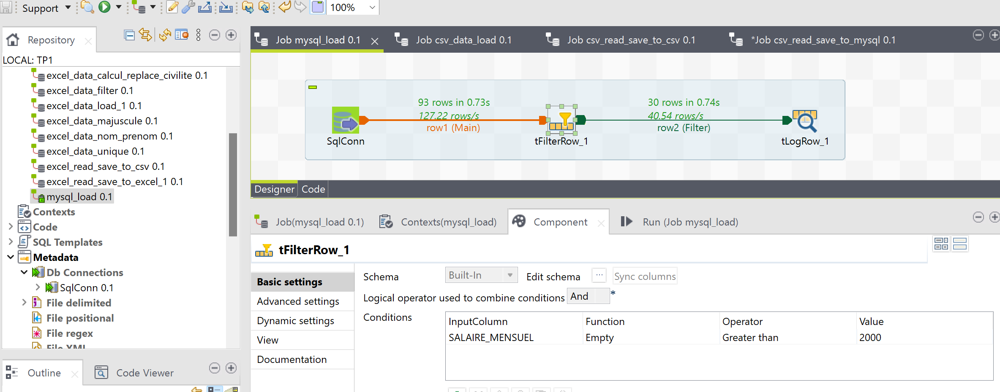 Support
100%
Repository
LOCAL: TP1
excel_data_calcul_replace_civilite 0.1
excel_data_filter 0.1
excel_data_load_1 0.1
excel_data_majuscule 0.1
excel_data_nom_prenom 0.1
excel_data_unique 0.1
excel_read_save_to_csv 0.1
excel_read_save_to_excel_1 0.1
mysql_load 0.1
Contexts
Code
SQL Templates
Metadata
Db Connections
SqlConn 0.1
File delimited
File positional
File regex
File XML
Outline
Code Viewer
Job mysql_load 0.1
Job csv_data_load 0.1
Job csv_read_save_to_csv 0.1
*Job csv_read_save_to_mysql 0.1
93 rows in 0.73s
127.22 rows/s
row1 (Main)
30 rows in 0.74s
40.54 rows/s
row2 (Filter)
SqlConn
tFilterRow_1
tLogRow_1
Designer
Code
Job(mysql_load 0.1)
Contexts(mysql_load)
Component
Run (Job mysql_load)
tFilterRow_1
Basic settings
Advanced settings
Dynamic settings
View
Documentation
Schema
Built-In
Edit schema
...
Sync columns
Logical operator used to combine conditions
And
*
Conditions
InputColumn Function Operator Value
SALAIRE_MENSUEL Empty Greater than 2000